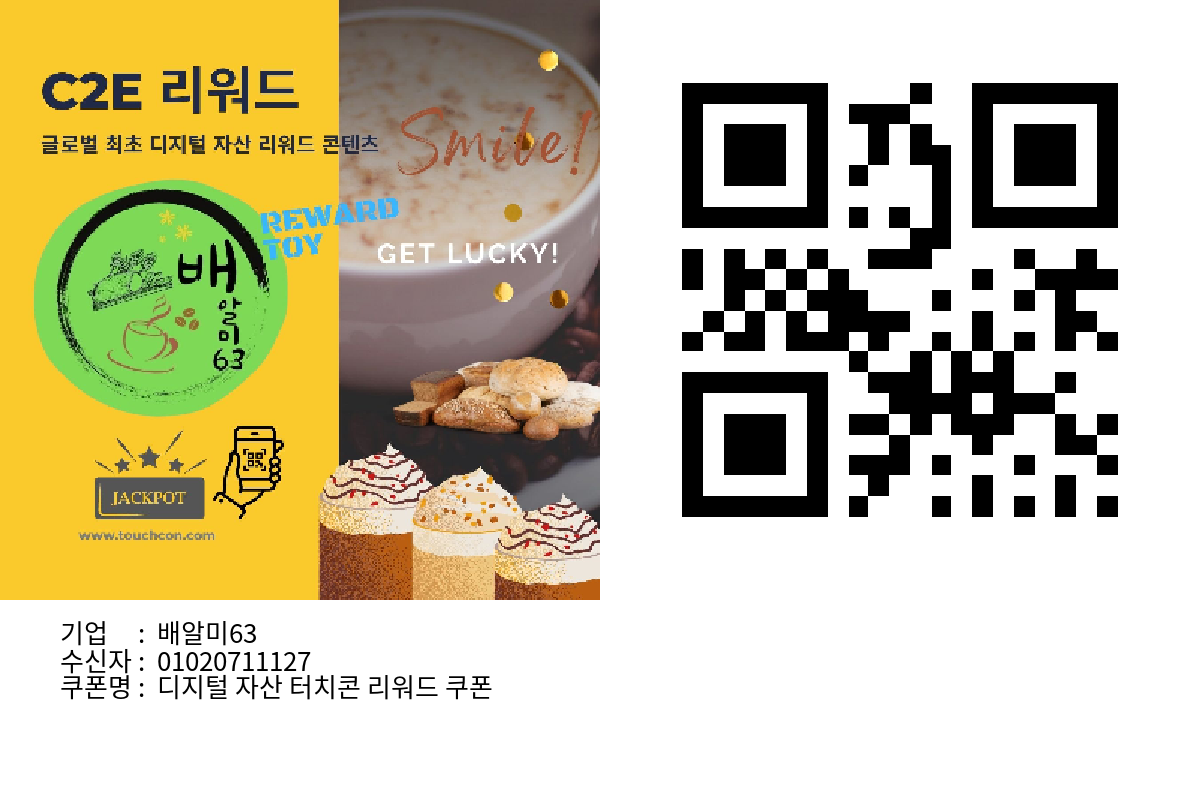 C2E 리워드
글로벌 최초 디지털 자산 리워드 콘텐츠
Smile!
REWARD
TOY
GET LUCKY!
배
알
미
63
JACKPOT
www.touchcon.com
기업 : 배알미63
수신자 : 01020711127
쿠폰명 : 디지털 자산 터치콘 리워드 쿠폰